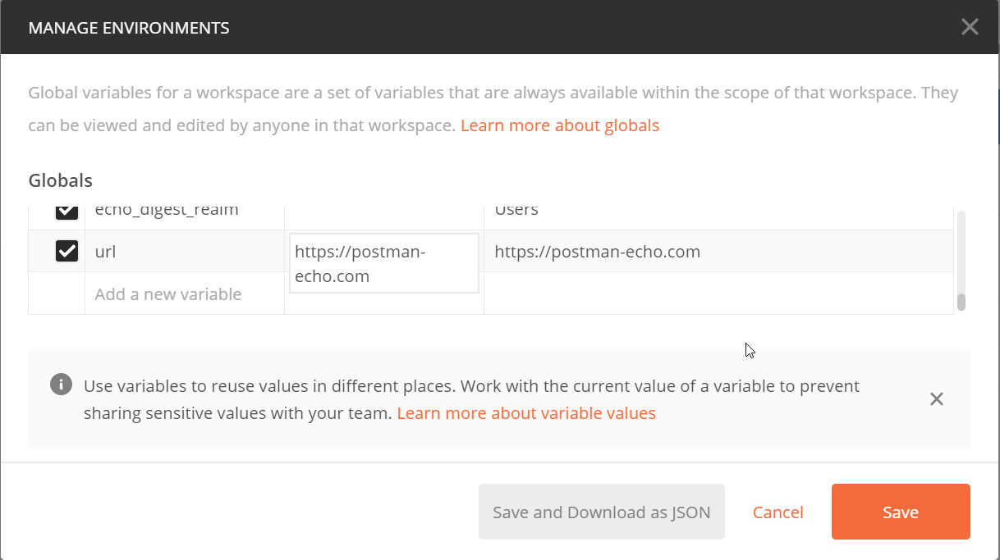 MANAGE ENVIRONMENTS
Global variables for a workspace are a set of variables that are always available within the scope of that workspace. They
can be viewed and edited by anyone in that workspace. Learn more about globals
Globals
echo_digest_realm Users
url https://postman- https://postman-echo.com
echo.com
Add a new variable
Use variables to reuse values in different places. Work with the current value of a variable to prevent
sharing sensitive values with your team. Learn more about variable values
Save and Download as JSON Cancel Save